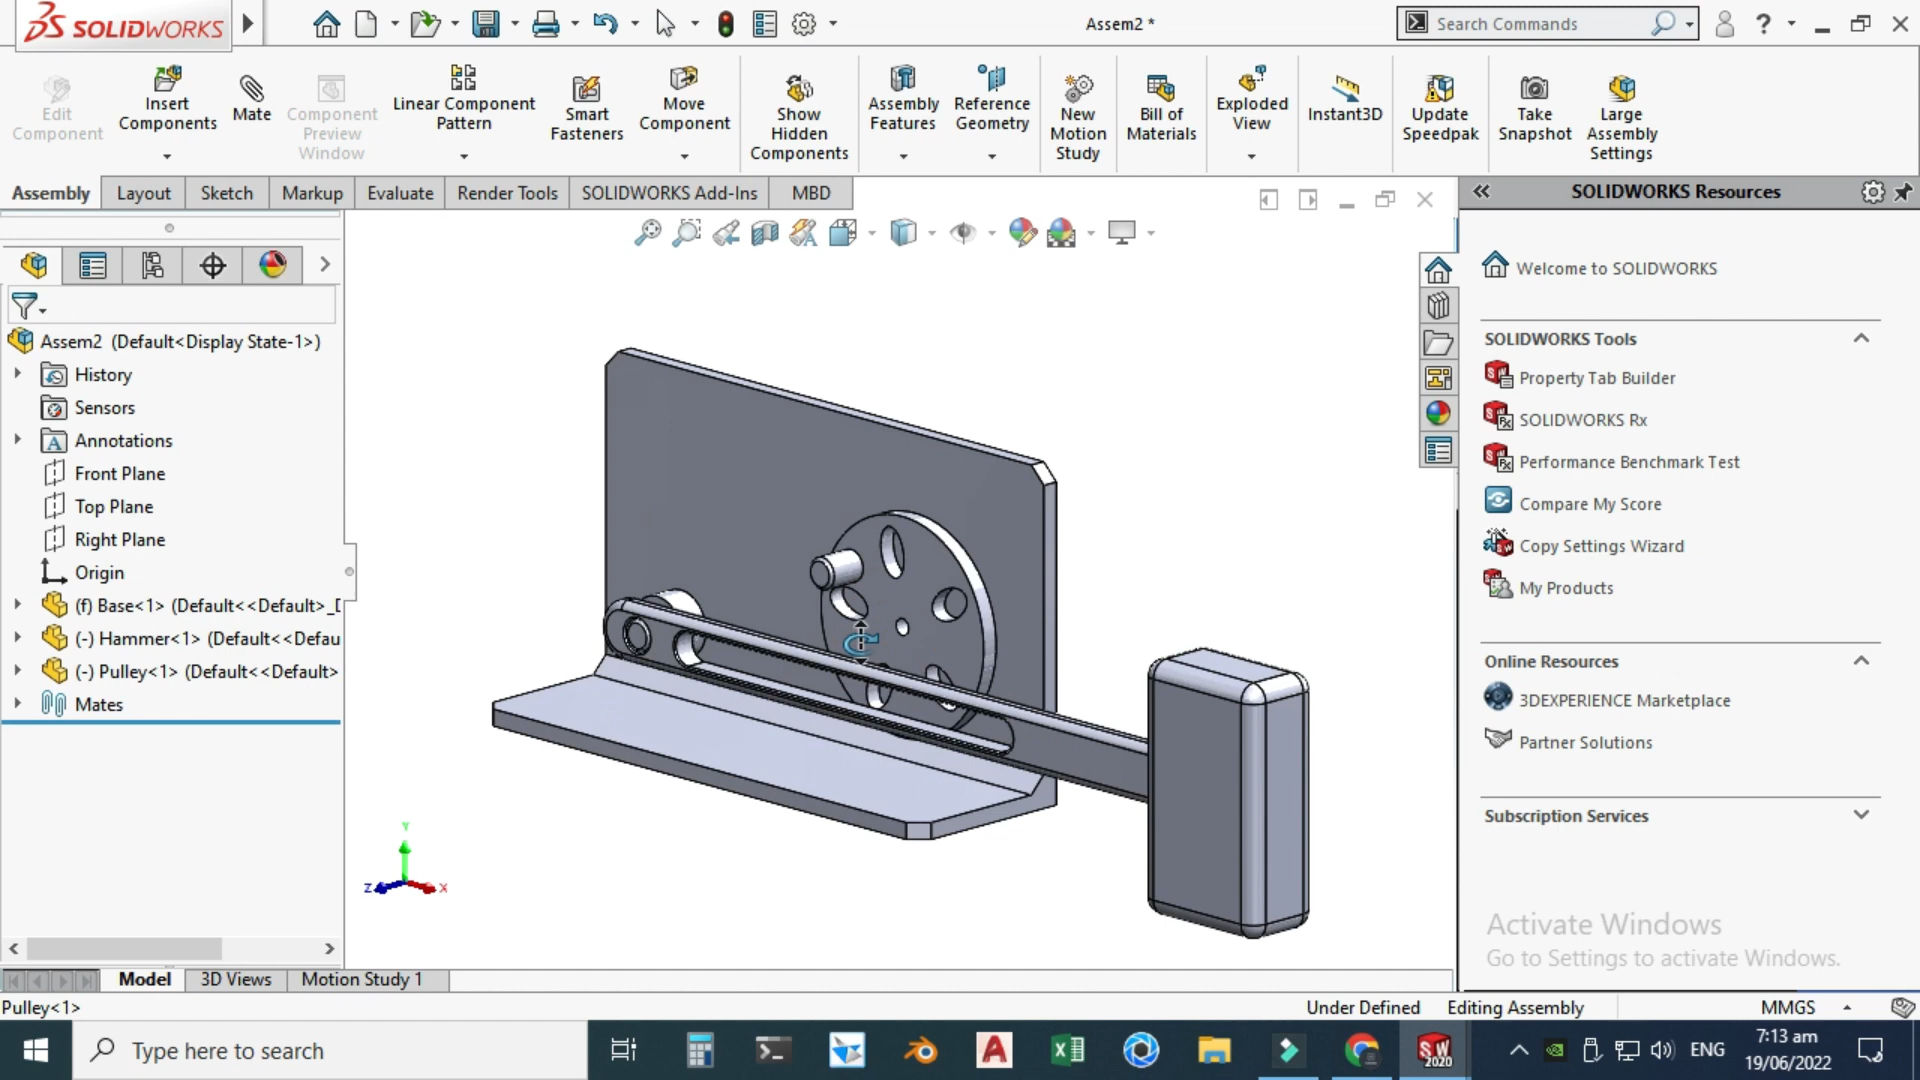 SOLIDWORKS
Assem2 *
Search Commands
Edit Component
Insert Components
Mate
Component Preview Window
Linear Component Pattern
Smart Fasteners
Move Component
Show Hidden Components
Assembly Features
Reference Geometry
New Motion Study
Bill of Materials
Exploded View
Instant3D
Update Speedpak
Take Snapshot
Large Assembly Settings
Assembly
Layout
Sketch
Markup
Evaluate
Render Tools
SOLIDWORKS Add-Ins
MBD
SOLIDWORKS Resources
Welcome to SOLIDWORKS
SOLIDWORKS Tools
Property Tab Builder
SOLIDWORKS Rx
Performance Benchmark Test
Compare My Score
Copy Settings Wizard
My Products
Online Resources
3DEXPERIENCE Marketplace
Partner Solutions
Subscription Services
Assem2 (Default<Display State-1>)
History
Sensors
Annotations
Front Plane
Top Plane
Right Plane
Origin
(f) Base<1> (Default<<Default>_D
(-) Hammer<1> (Default<<Defau
(-) Pulley<1> (Default<<Default>
Mates
Y
Z
X
Activate Windows
Go to Settings to activate Windows.
Model
3D Views
Motion Study 1
Pulley<1>
Under Defined
Editing Assembly
MMGS
Type here to search
SW 2020
ENG
7:13 am
19/06/2022